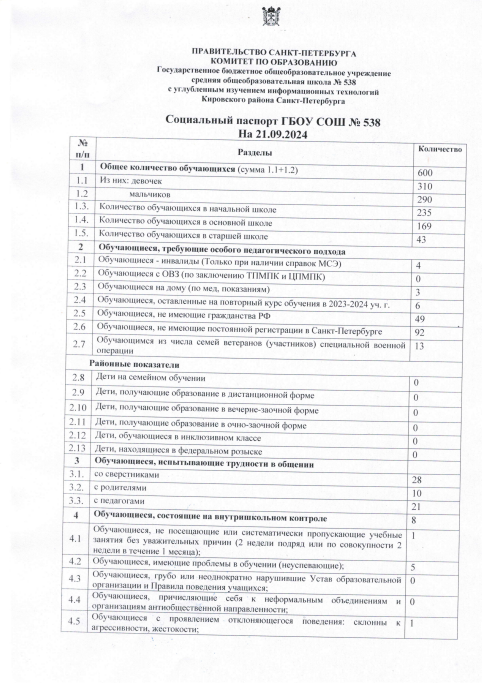 ПРАВИТЕЛЬСТВО САНКТ-ПЕТЕРБУРГА
КОМИТЕТ ПО ОБРАЗОВАНИЮ
Государственное бюджетное общеобразовательное учреждение
средняя общеобразовательная школа № 538
с углубленным изучением информационных технологий
Кировского района Санкт-Петербурга
Социальный паспорт ГБОУ СОШ № 538
На 21.09.2024
№ п/п Разделы Количество
1 Общее количество обучающихся (сумма 1.1+1.2) 600
1.1 Из них: девочек 310
1.2 мальчиков 290
1.3. Количество обучающихся в начальной школе 235
1.4. Количество обучающихся в основной школе 169
1.5. Количество обучающихся в старшей школе 43
2 Обучающиеся, требующие особого педагогического подхода
2.1 Обучающиеся - инвалиды (Только при наличии справок МСЭ) 4
2.2 Обучающиеся с ОВЗ (по заключению ТПМПК и ЦПМПК) 0
2.3 Обучающиеся на дому (по мед, показаниям) 3
2.4 Обучающиеся, оставленные на повторный курс обучения в 2023-2024 уч. г. 6
2.5 Обучающиеся, не имеющие гражданства РФ 49
2.6 Обучающиеся, не имеющие постоянной регистрации в Санкт-Петербурге 92
2.7 Обучающимся из числа семей ветеранов (участников) специальной военной 13
операции
Районные показатели
2.8 Дети на семейном обучении 0
2.9 Дети, получающие образование в дистанционной форме 0
2.10 Дети, получающие образование в вечерне-заочной форме 0
2.11 Дети, получающие образование в очно-заочной форме 0
2.12 Дети, обучающиеся в инклюзивном классе 0
2.13 Дети, находящиеся в федеральном розыске 0
3 Обучающиеся, испытывающие трудности в общении
3.1. со сверстниками 28
3.2. с родителями 10
3.3. с педагогами 21
4 Обучающиеся, состоящие на внутришкольном контроле 8
4.1 Обучающиеся, не посещающие или систематически пропускающие учебные 1
занятия без уважительных причин (2 недели подряд или по совокупности 2
недели в течение 1 месяца);
4.2 Обучающиеся, имеющие проблемы в обучении (неуспевающие); 5
4.3 Обучающиеся, грубо или неоднократно нарушившие Устав образовательной 0
организации и Правила поведения учащихся;
4.4 Обучающиеся, причисляющие себя к неформальным объединениям и 0
организациям антиобщественной направленности;
4.5 Обучающиеся с проявлением отклоняющегося поведения: склонны к 1
агрессивности, жестокости;